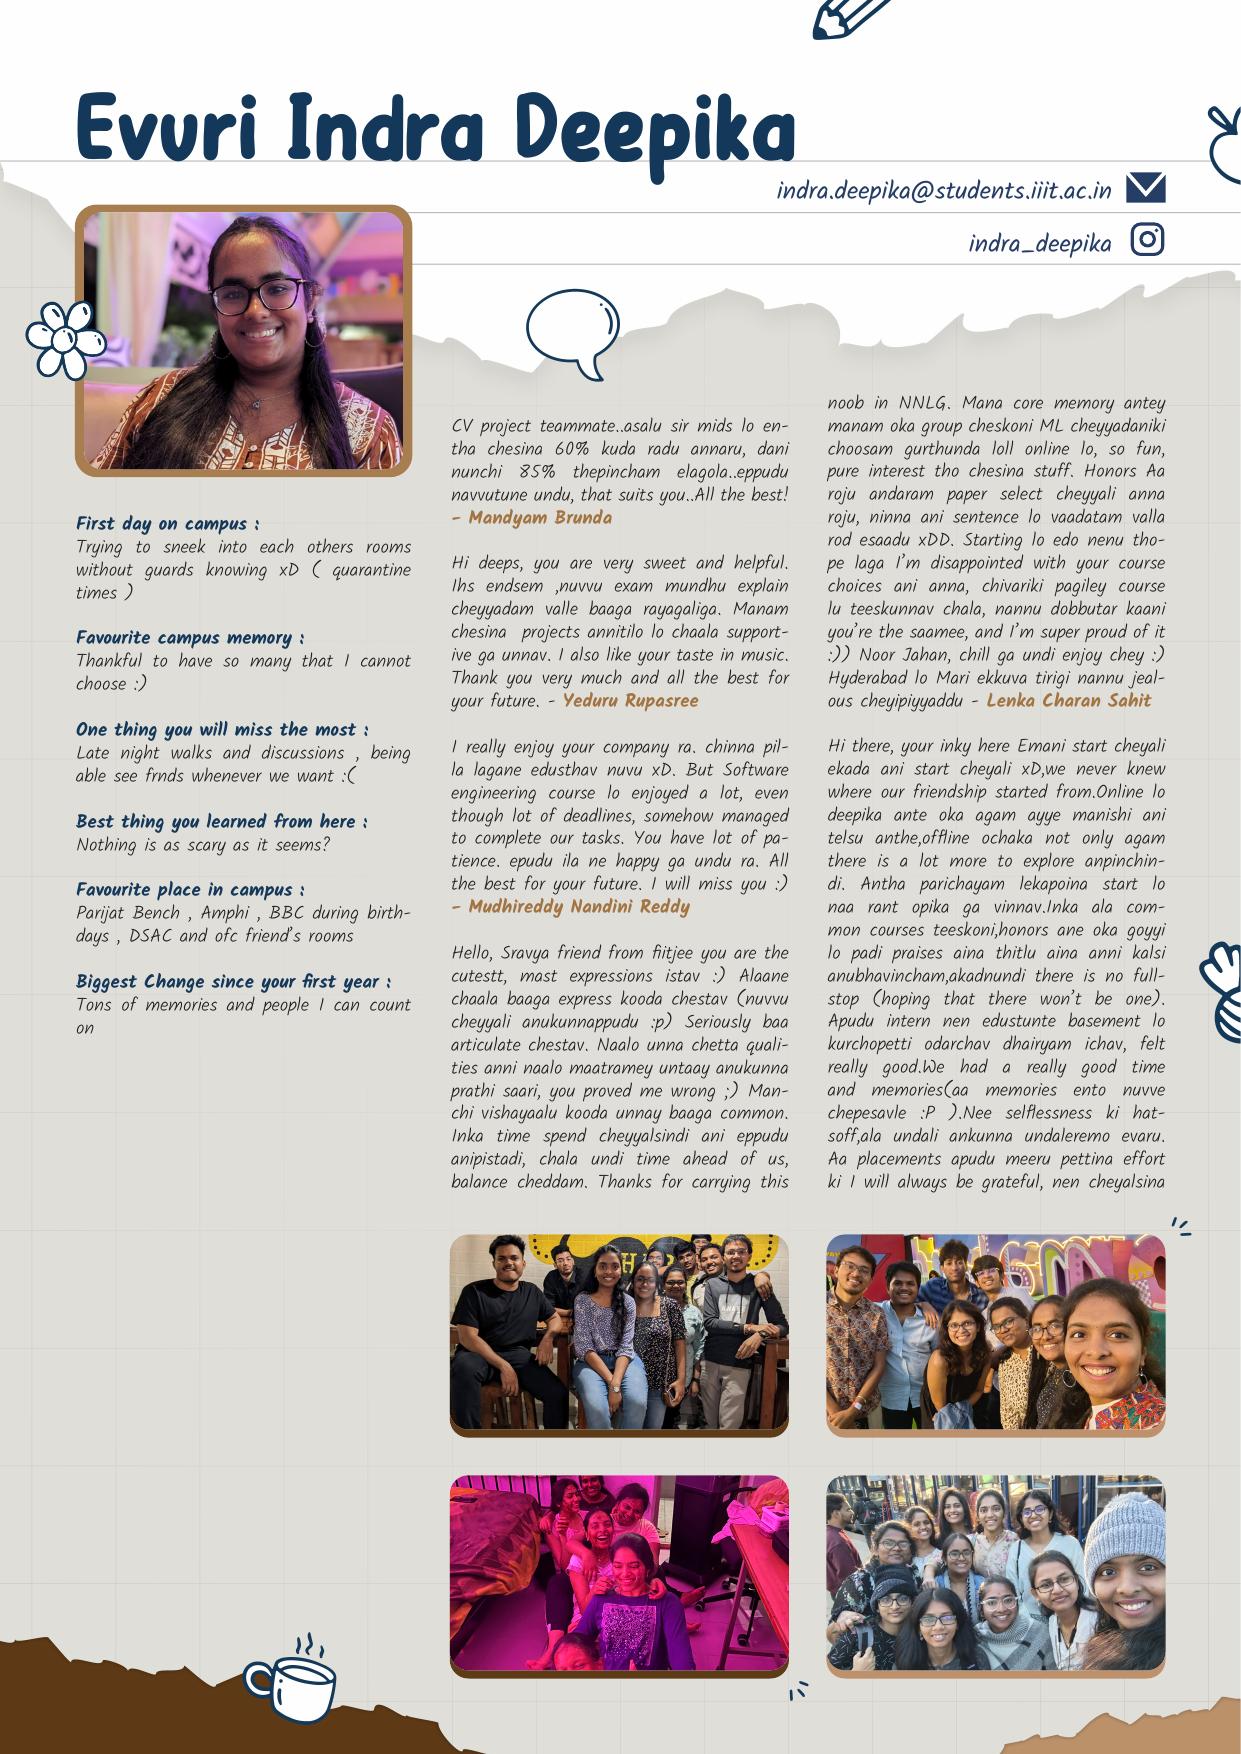 Evuri Indra Deepika
indra.deepika@students.iiit.ac.in
indra_deepika
First day on campus :
Trying to sneek into each others rooms
without guards knowing xD ( quarantine
times )
Favourite campus memory :
Thankful to have so many that I cannot
choose :)
One thing you will miss the most :
Late night walks and discussions , being
able see frnds whenever we want :(
Best thing you learned from here :
Nothing is as scary as it seems?
Favourite place in campus :
Parijat Bench , Amphi , BBC during birth-
days , DSAC and ofc friend's rooms
Biggest Change since your first year :
Tons of memories and people I can count
on
CV project teammate..asalu sir mids lo en-
tha chesina 60% kuda radu annaru, dani
nunchi 85% thepincham elagola..eppudu
navvutune undu, that suits you..All the best!
- Mandyam Brunda
Hi deeps, you are very sweet and helpful.
Ihs endsem ,nuvvu exam mundhu explain
cheyyadam valle baaga rayagaliga. Manam
chesina projects annitilo lo chaala support-
ive ga unnav. I also like your taste in music.
Thank you very much and all the best for
your future. - Yeduru Rupasree
I really enjoy your company ra. chinna pil-
la lagane edusthav nuvu xD. But Software
engineering course lo enjoyed a lot, even
though lot of deadlines, somehow managed
to complete our tasks. You have lot of pa-
tience. epudu ila ne happy ga undu ra. All
the best for your future. I will miss you :)
- Mudhireddy Nandini Reddy
Hello, Sravya friend from fiitjee you are the
cutestt, mast expressions istav :) Alaane
chaala baaga express kooda chestav (nuvvu
cheyyali anukunnappudu :p) Seriously baa
articulate chestav. Naalo unna chetta quali-
ties anni naalo maatramey untaay anukunna
prathi saari, you proved me wrong ;) Man-
chi vishayaalu kooda unnay baaga common.
Inka time spend cheyyalsindi ani eppudu
anipistadi, chala undi time ahead of us,
balance cheddam. Thanks for carrying this
noob in NNLG. Mana core memory antey
manam oka group cheskoni ML cheyyadaniki
choosam gurthunda loll online lo, so fun,
pure interest tho chesina stuff. Honors Aa
roju andaram paper select cheyyali anna
roju, ninna ani sentence lo vaadatam valla
rod esaadu xDD. Starting lo edo nenu tho-
pe laga I'm disappointed with your course
choices ani anna, chivariki pagiley course
lu teeskunnav chala, nannu dobbutar kaani
you're the saamee, and I'm super proud of it
:)) Noor Jahan, chill ga undi enjoy chey :)
Hyderabad lo Mari ekkuva tirigi nannu jeal-
ous cheyipiyyaddu - Lenka Charan Sahit
Hi there, your inky here Emani start cheyali
ekada ani start cheyali xD,we never knew
where our friendship started from.Online lo
deepika ante oka agam ayye manishi ani
telsu anthe,offline ochaka not only agam
there is a lot more to explore anpinchin-
di. Antha parichayam lekapoina start lo
naa rant opika ga vinnav.Inka ala com-
mon courses teeskoni,honors ane oka goyyi
lo padi praises aina thitlu aina anni kalsi
anubhavincham,akadnundi there is no full-
stop (hoping that there won't be one).
Apudu intern nen edustunte basement lo
kurchopetti odarchav dhairyam ichav, felt
really good.We had a really good time
and memories(aa memories ento nuvve
chepesavle :P ).Nee selflessness ki hat-
soff,ala undali ankunna undaleremo evaru.
Aa placements apudu meeru pettina effort
ki I will always be grateful, nen cheyalsina